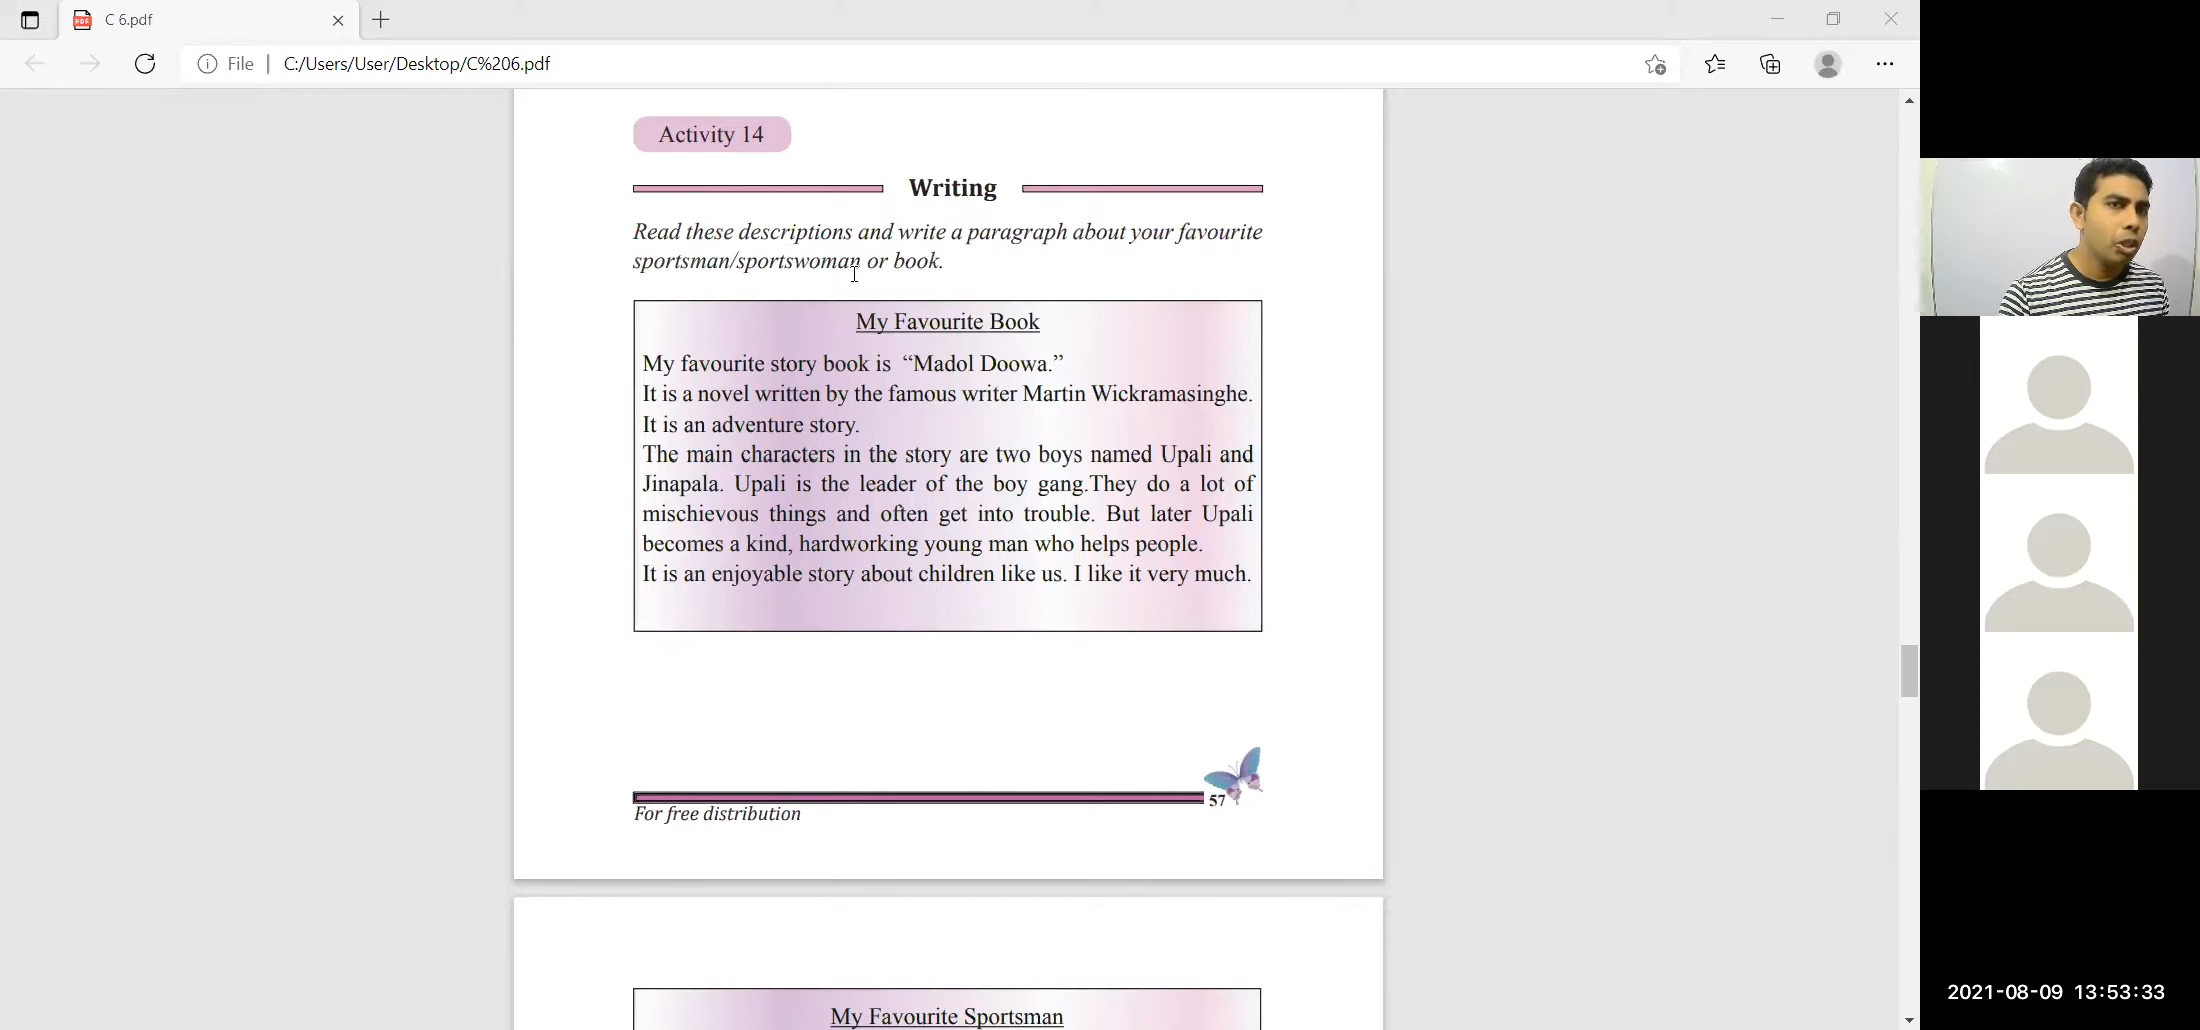 C 6.pdf
File
C:/Users/User/Desktop/C%206.pdf
Activity 14
Writing
Read these descriptions and write a paragraph about your favourite
sportsman/sportswoman or book.
My Favourite Book
My favourite story book is “Madol Doowa.”
It is a novel written by the famous writer Martin Wickramasinghe.
It is an adventure story.
The main characters in the story are two boys named Upali and
Jinapala. Upali is the leader of the boy gang.They do a lot of
mischievous things and often get into trouble. But later Upali
becomes a kind, hardworking young man who helps people.
It is an enjoyable story about children like us. I like it very much.
57
For free distribution
My Favourite Sportsman
2021-08-09 13:53:33